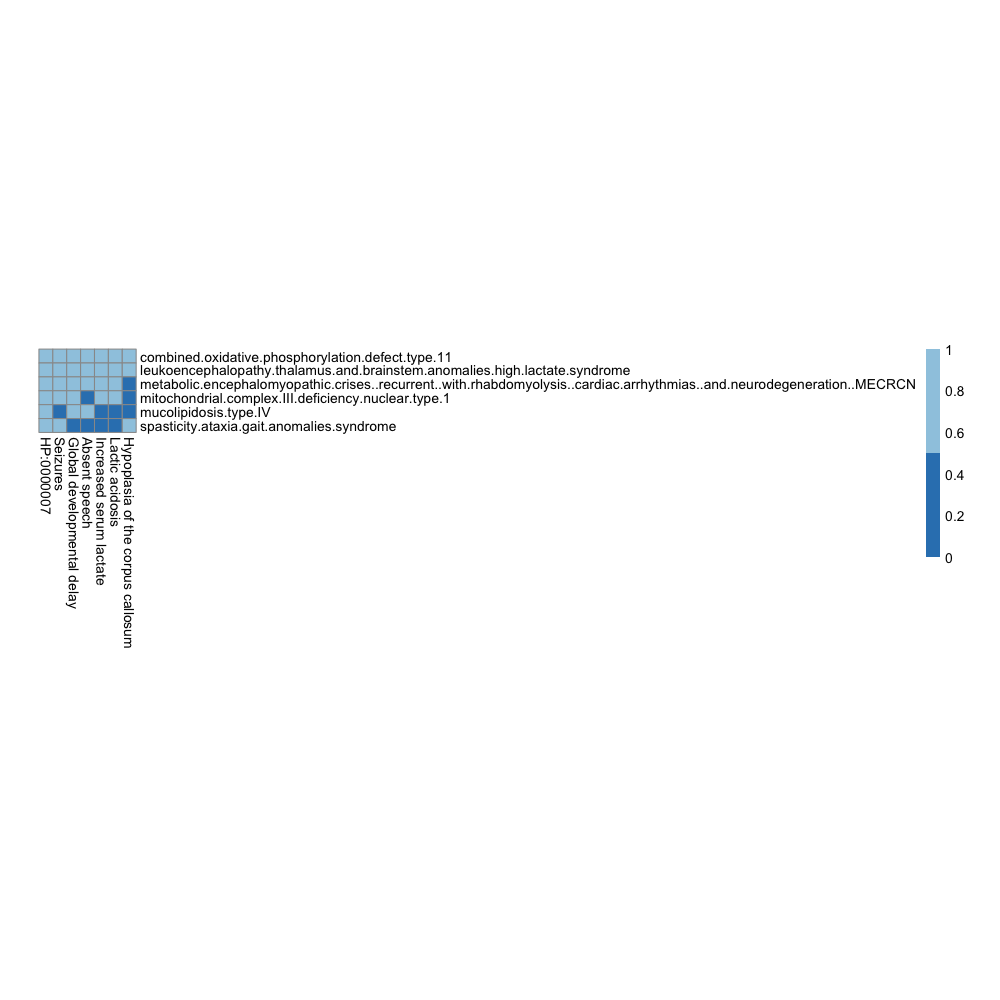 combined.oxidative.phosphorylation.defect.type.11
leukoencephalopathy.thalamus.and.brainstem.anomalies.high.lactate.syndrome
metabolic.encephalomyopathic.crises..recurrent..with.rhabdomyolysis..cardiac.arrhythmias..and.neurodegeneration..MECRCN
mitochondrial.complex.III.deficiency.nuclear.type.1
mucolipidosis.type.IV
spasticity.ataxia.gait.anomalies.syndrome
HP:0000007
Seizures
Global developmental delay
Absent speech
Increased serum lactate
Lactic acidosis
Hypoplasia of the corpus callosum
1
0.8
0.6
0.4
0.2
0